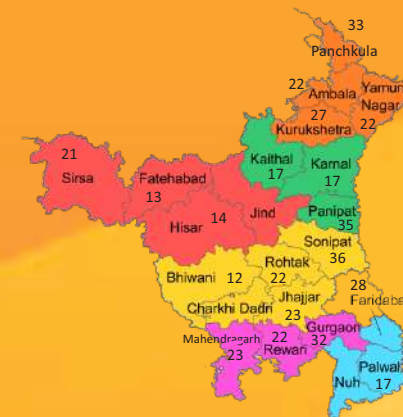 33
Panchkula
22
Ambala
Yamun
Nagar
27
22
Kurukshetra
Kaithal
17
Karnal
17
21
Sirsa
Fatehabad
13
14
Hisar
Jind
Panipat
35
Sonipat
36
Rohtak
22
Bhiwani
12
28
Faridaba
Jhajjar
23
Charkhi Dadri
Gurgaon
32
Mahendragarh
23
22
Rewari
Palwal
17
Nuh